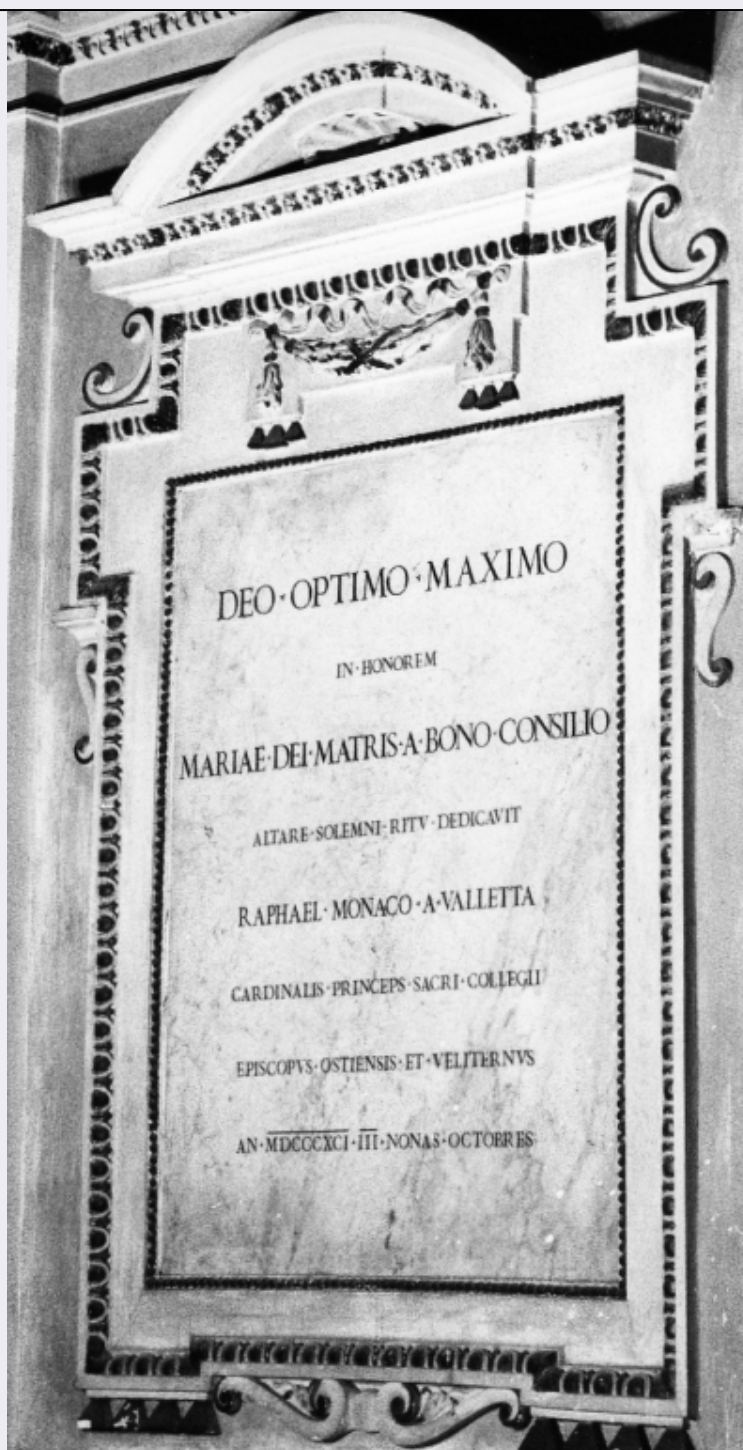 DEO·OPTIMO·MAXIMO
IN·HONOREM
MARIAE·DEI·MATRIS·A·BONO·CONSILIO
ALTARE·SOLEMNI·RITV·DEDICAVIT
RAPHAEL·MONACO·A·VALLETTA
CARDINALIS·PRINCEPS·SACRI·COLLEGII
EPISCOPVS·OSTIENSIS·ET·VELITERNVS
AN·MDCCCXCI·III·NONAS·OCTOBRES